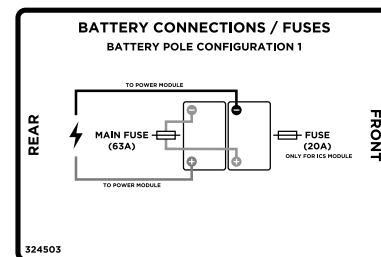 BATTERY CONNECTIONS / FUSES
BATTERY POLE CONFIGURATION 1
TO POWER MODULE
REAR
MAIN FUSE
(63A)
FUSE
(20A)
ONLY FOR ICS MODULE
FRONT
TO POWER MODULE
324503